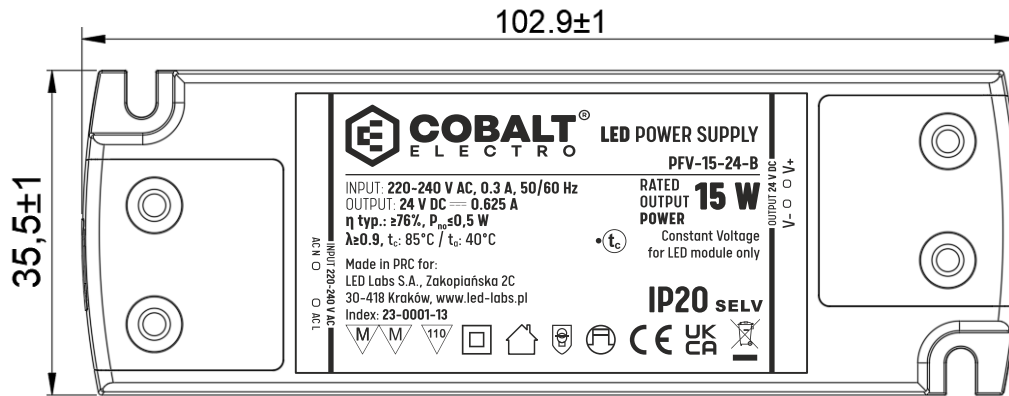 102.9±1
35,5±1
COBALT®
ELECTRO
LED POWER SUPPLY
PFV-15-24-B
INPUT: 220-240 V AC, 0.3 A, 50/60 Hz
OUTPUT: 24 V DC ⎓ 0.625 A
η typ.: ≥76%, Pno≤0,5 W
λ≥0.9, tc: 85°C / ta: 40°C
RATED
OUTPUT
POWER
15 W
•tc
Constant Voltage
for LED module only
Made in PRC for:
LED Labs S.A., Zakopiańska 2C
30-418 Kraków, www.led-labs.pl
Index: 23-0001-13
IP20 SELV
M M 110
CE UK
CA
AC N
AC L
INPUT 220-240 V AC
OUTPUT 24 V DC
V- V+